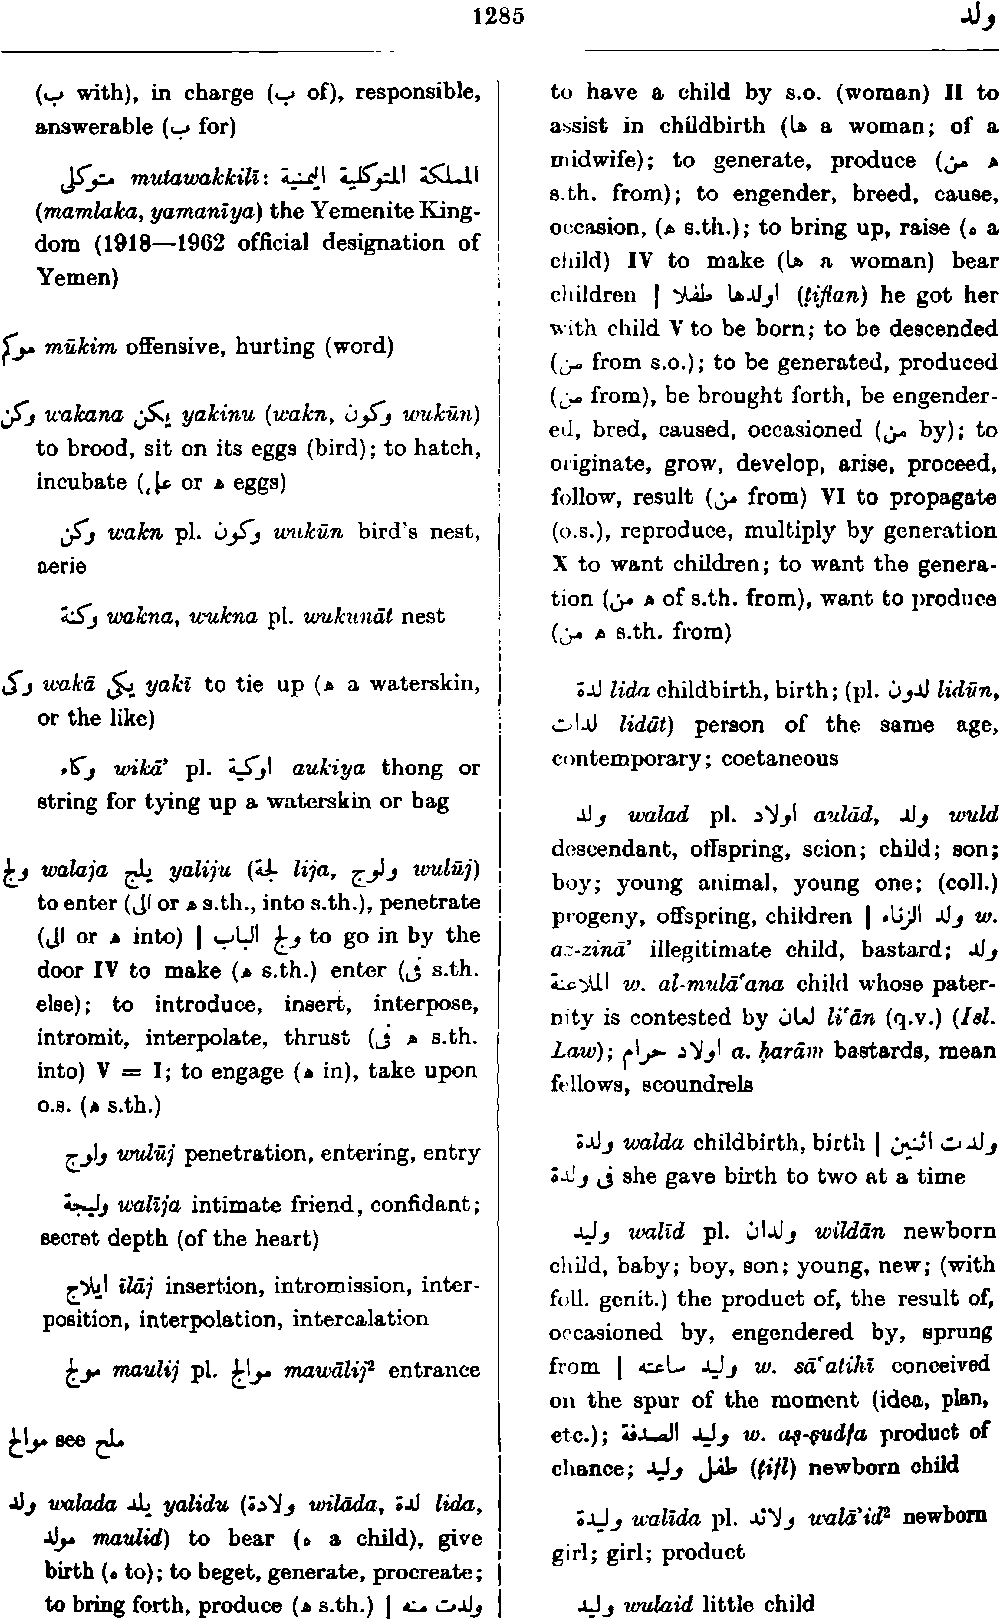 1285
ولد
(ب with), in charge (ب of), responsible,
answerable (ب for)
متوكلى mutawakkilī: المملكة المتوكلية اليمنية
(mamlaka, yamanīya) the Yemenite King-
dom (1918—1962 official designation of
Yemen)
موكم mūkim offensive, hurting (word)
وكن wakana يكن yakinu (wakn, وكون wukūn)
to brood, sit on its eggs (bird); to hatch,
incubate (على or ه eggs)
وكن wakn pl. وكون wukūn bird's nest,
aerie
وكنة wakna, wukna pl. wukunāt nest
وكى wakā يكى yakī to tie up (ه a waterskin,
or the like)
وكاء wikā’ pl. اوكية aukiya thong or
string for tying up a waterskin or bag
ولج walaja يلج yaliju (لجة lija, ولوج wulūj)
to enter (الى or ه s.th., into s.th.), penetrate
(الى or ه into) | ولج الباب to go in by the
door IV to make (ه s.th.) enter (فى s.th.
else); to introduce, insert, interpose,
intromit, interpolate, thrust (ه فى s.th.
into) V = I; to engage (ه in), take upon
o.s. (ه s.th.)
ولوج wulūj penetration, entering, entry
وليجة walīja intimate friend, confidant;
secret depth (of the heart)
ايلاج īlāj insertion, intromission, inter-
position, interpolation, intercalation
مولج maulij pl. موالج mawālij² entrance
موالح see ملح
ولد walada يلد yalidu (ولادة wilāda, لدة lida,
مولد maulid) to bear (ه a child), give
birth (ه to); to beget, generate, procreate;
to bring forth, produce (ه s.th.) | ولدت منه
to have a child by s.o. (woman) II to
assist in childbirth (ها a woman; of a
midwife); to generate, produce (ه من
s.th. from); to engender, breed, cause,
occasion, (ه s.th.); to bring up, raise (ه a
child) IV to make (ها a woman) bear
children | اولدها طفلا (ṭiflan) he got her
with child V to be born; to be descended
(من from s.o.); to be generated, produced
(من from), be brought forth, be engender-
ed, bred, caused, occasioned (من by); to
originate, grow, develop, arise, proceed,
follow, result (من from) VI to propagate
(o.s.), reproduce, multiply by generation
X to want children; to want the genera-
tion (ه من of s.th. from), want to produce
(ه من s.th. from)
لدة lida childbirth, birth; (pl. لدون lidūn,
لدات lidāt) person of the same age,
contemporary; coetaneous
ولد walad pl. اولاد aulād, ولد wuld
descendant, offspring, scion; child; son;
boy; young animal, young one; (coll.)
progeny, offspring, children | ولد الزناء w.
az-zinā’ illegitimate child, bastard; ولد
الملاعنة w. al-mulā‘ana child whose pater-
nity is contested by لعان li‘ān (q.v.) (Isl.
Law); اولاد حرام a. ḥarām bastards, mean
fellows, scoundrels
ولدة walda childbirth, birth | ولدت اثنين
فى ولدة she gave birth to two at a time
وليد walīd pl. ولدان wildān newborn
child, baby; boy, son; young, new; (with
foll. genit.) the product of, the result of,
occasioned by, engendered by, sprung
from | وليد ساعته w. sā‘atihī conceived
on the spur of the moment (idea, plan,
etc.); وليد الصدفة w. aṣ-ṣudfa product of
chance; طفل وليد (ṭifl) newborn child
وليدة walīda pl. ولائد walā’id² newborn
girl; girl; product
وليد wulaid little child